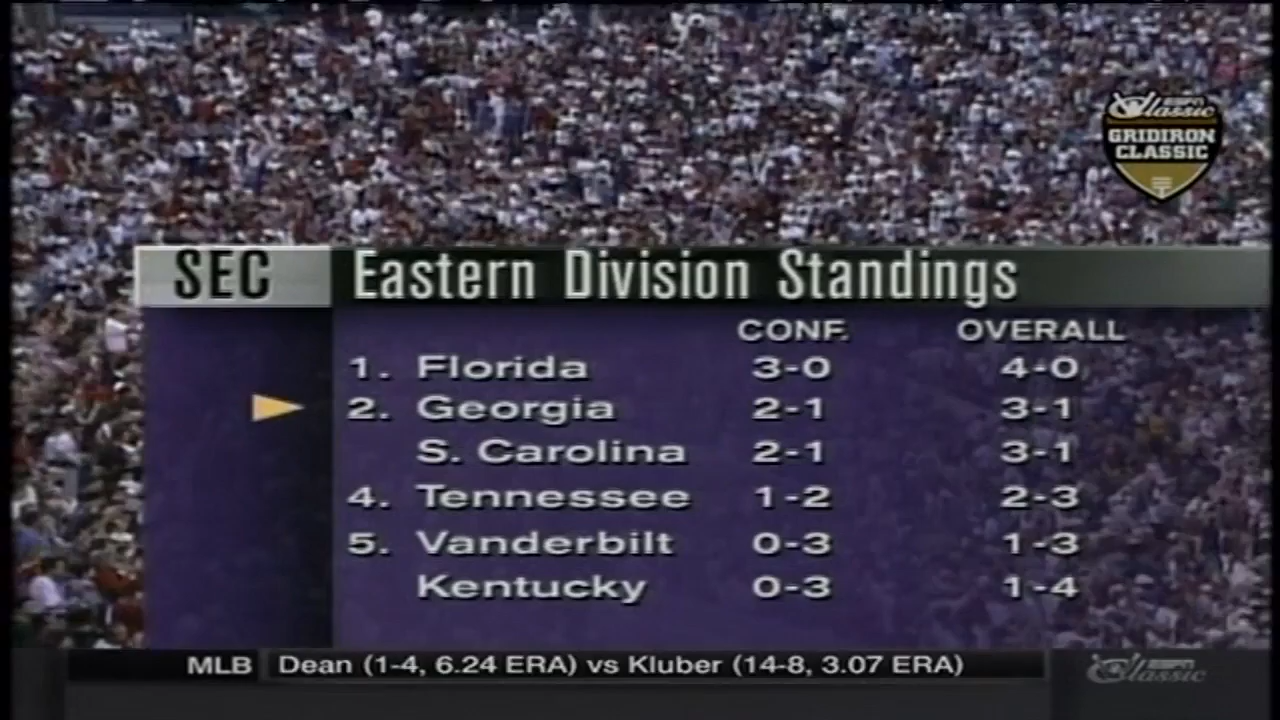 ESPN Classic
GRIDIRON
CLASSIC
SEC Eastern Division Standings
CONF. OVERALL
1. Florida 3-0 4-0
2. Georgia 2-1 3-1
S. Carolina 2-1 3-1
4. Tennessee 1-2 2-3
5. Vanderbilt 0-3 1-3
Kentucky 0-3 1-4
MLB Dean (1-4, 6.24 ERA) vs Kluber (14-8, 3.07 ERA)
ESPN Classic